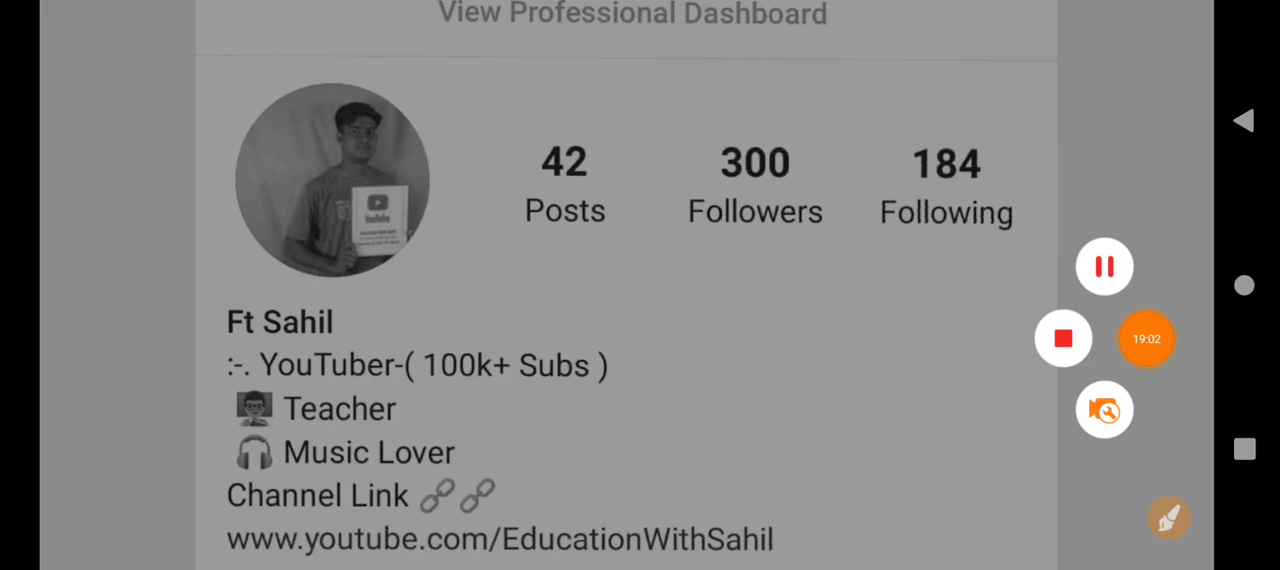 View Professional Dashboard
42
Posts
300
Followers
184
Following
YouTube
Ft Sahil
:-. YouTuber-( 100k+ Subs )
Teacher
Music Lover
Channel Link
www.youtube.com/EducationWithSahil
19:02